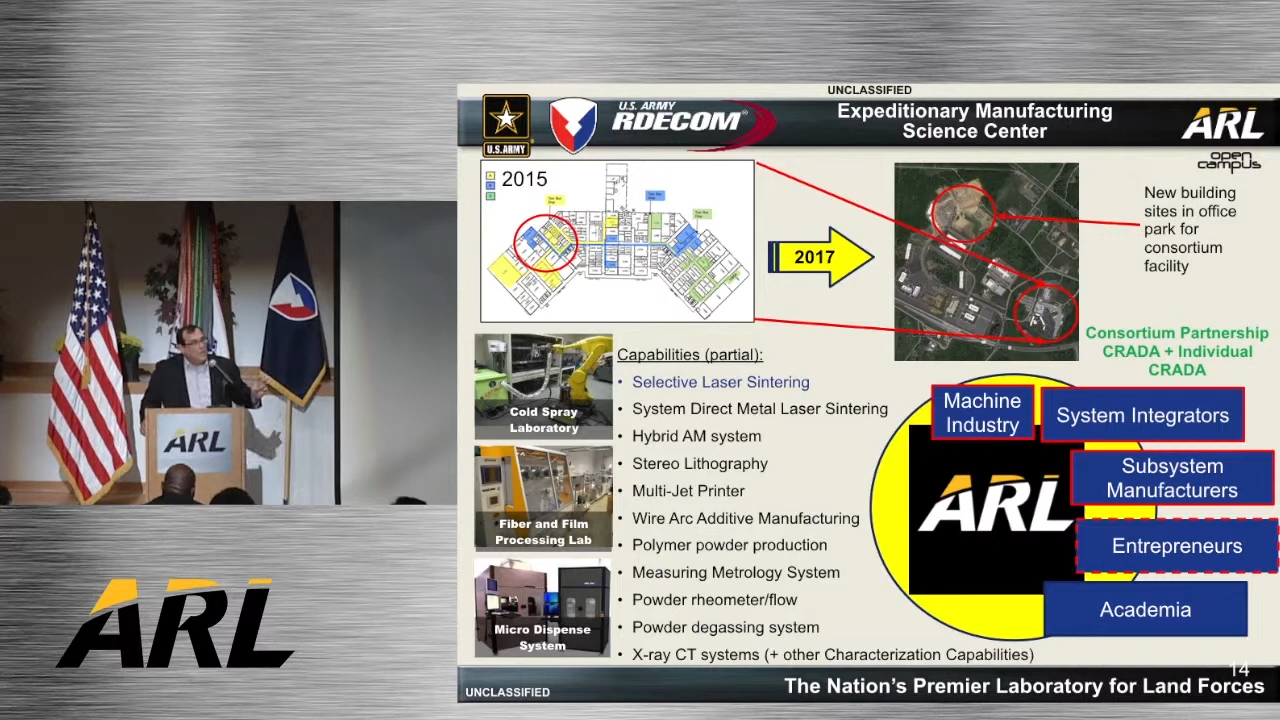 UNCLASSIFIED
U.S. ARMY
U.S. ARMY
RDECOM
Expeditionary Manufacturing
Science Center
ARL
open
campus
2015
2017
New building
sites in office
park for
consortium
facility
Consortium Partnership
CRADA + Individual
CRADA
Cold Spray
Laboratory
Fiber and Film
Processing Lab
Micro Dispense
System
Capabilities (partial):
• Selective Laser Sintering
• System Direct Metal Laser Sintering
• Hybrid AM system
• Stereo Lithography
• Multi-Jet Printer
• Wire Arc Additive Manufacturing
• Polymer powder production
• Measuring Metrology System
• Powder rheometer/flow
• Powder degassing system
• X-ray CT systems (+ other Characterization Capabilities)
Machine
Industry
System Integrators
Subsystem
Manufacturers
Entrepreneurs
Academia
ARL
14
UNCLASSIFIED
The Nation's Premier Laboratory for Land Forces
ARL
ARL